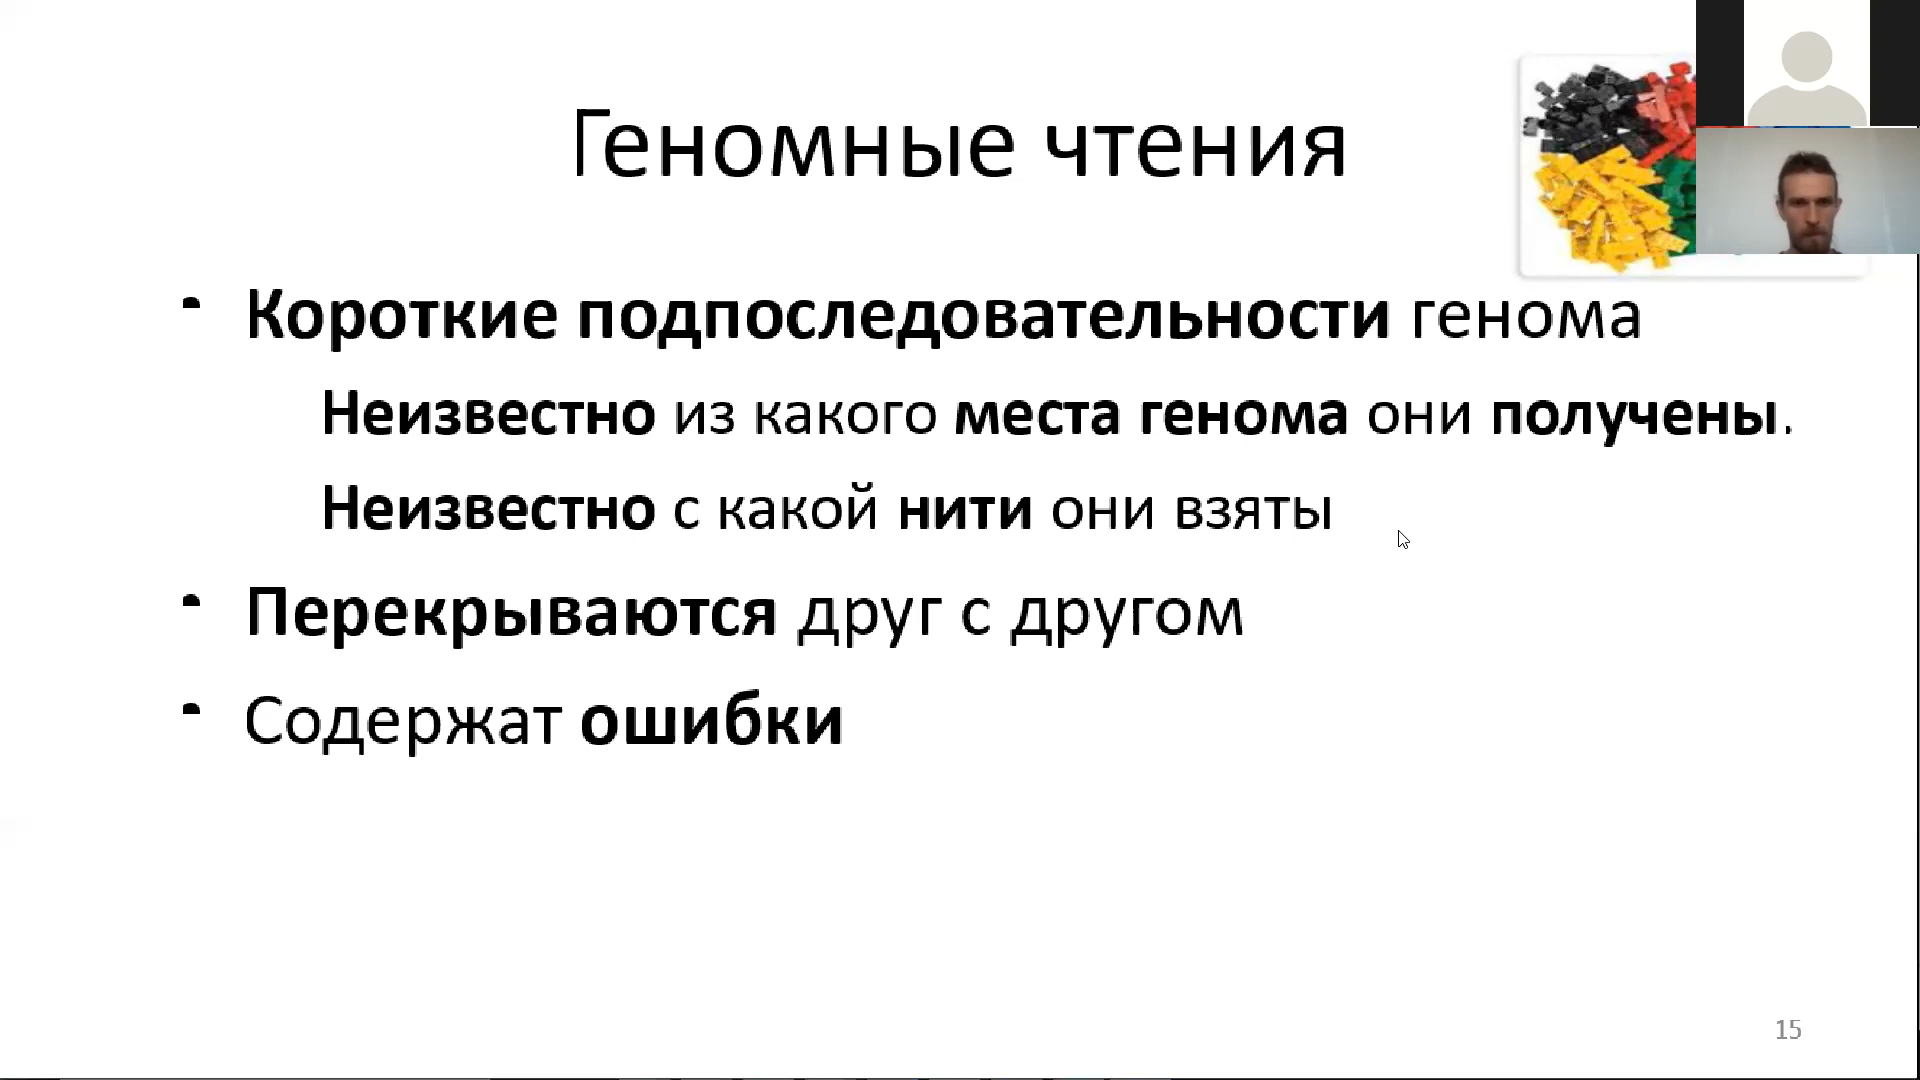 Геномные чтения
Короткие подпоследовательности генома
Неизвестно из какого места генома они получены.
Неизвестно с какой нити они взяты
Перекрываются друг с другом
Содержат ошибки
15